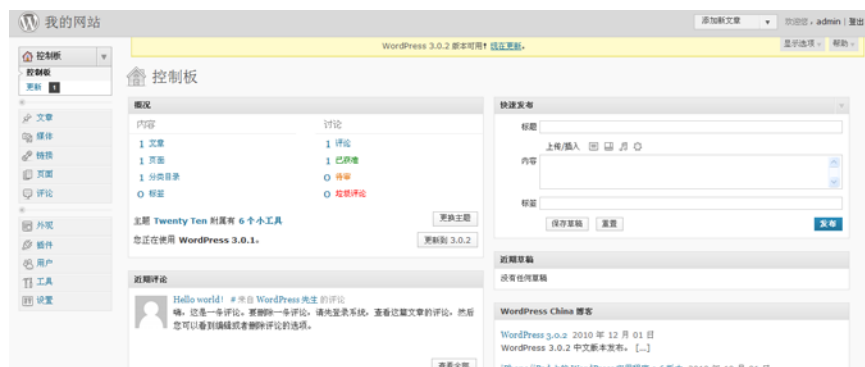 我的网站
添加新文章
欢迎您，admin | 登出
WordPress 3.0.2 版本可用！现在更新。
显示选项
帮助
控制板
控制板
更新 1
文章
媒体
链接
页面
评论
外观
插件
用户
工具
设置
控制板
概况
内容
讨论
1 文章
1 评论
1 页面
1 已获准
1 分类目录
0 待审
0 标签
0 垃圾评论
主题 Twenty Ten 附属有 6 个小工具
更换主题
您正在使用 WordPress 3.0.1。
更新到 3.0.2
近期评论
Hello world! # 来自 WordPress 先生 的评论
嗨，这是一条评论。要删除一条评论，请先登录系统，查看这篇文章的评论，然后
您可以看到编辑或者删除评论的选项。
查看全部
快速发布
标题
上传/插入
内容
标签
保存草稿
重置
发布
近期草稿
没有任何草稿
WordPress China 博客
WordPress 3.0.2 2010 年 12 月 01 日
WordPress 3.0.2 中文版本发布。 [...]